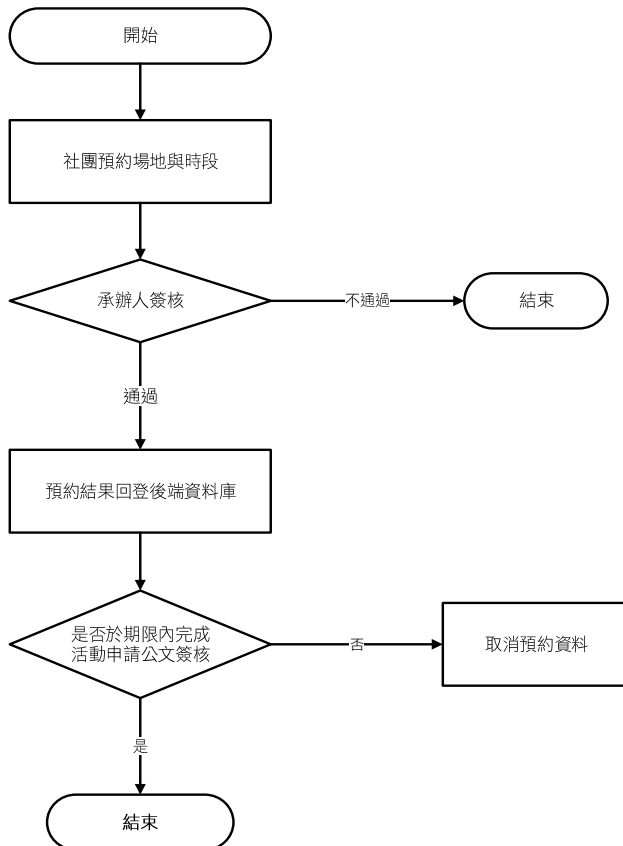 開始
社團預約場地與時段
承辦人簽核
不通過
結束
通過
預約結果回登後端資料庫
是否於期限內完成
活動申請公文簽核
否
取消預約資料
是
結束